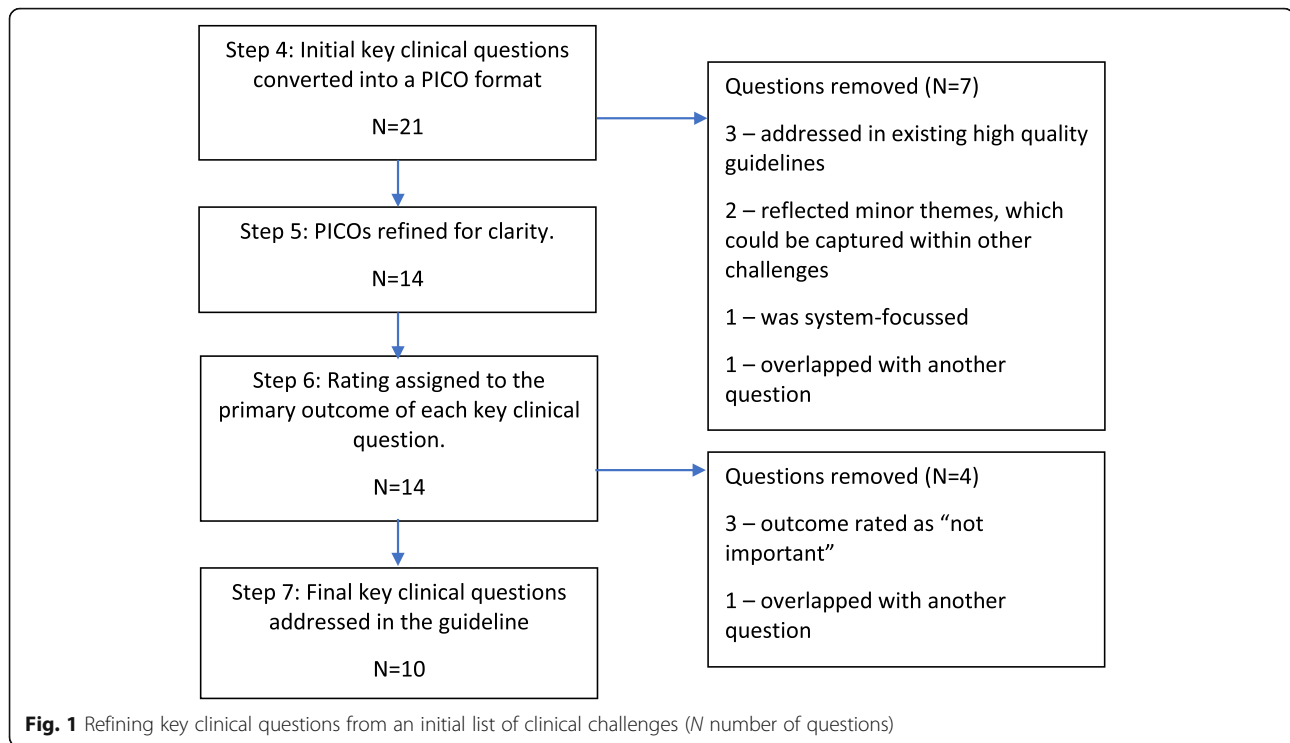 Step 4: Initial key clinical questions
converted into a PICO format
N=21
Questions removed (N=7)
3 – addressed in existing high quality
guidelines
2 – reflected minor themes, which
could be captured within other
challenges
1 – was system-focussed
1 – overlapped with another
question
Step 5: PICOs refined for clarity.
N=14
Step 6: Rating assigned to the
primary outcome of each key clinical
question.
N=14
Questions removed (N=4)
3 – outcome rated as “not
important”
1 – overlapped with another
question
Step 7: Final key clinical questions
addressed in the guideline
N=10
Fig. 1 Refining key clinical questions from an initial list of clinical challenges (N number of questions)